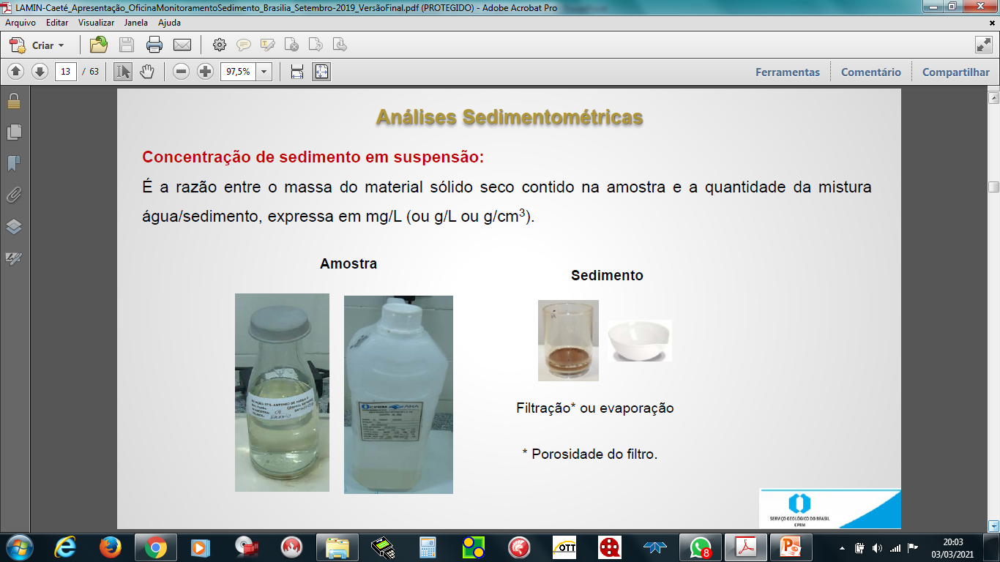 LAMIN-Caeté_Apresentação_OficinaMonitoramentoSedimento_Brasilia_Setembro-2019_VersãoFinal.pdf (PROTEGIDO) - Adobe Acrobat Pro
Arquivo Editar Visualizar Janela Ajuda
Criar
13 / 63 97,5% Ferramentas Comentário Compartilhar
Análises Sedimentométricas
Concentração de sedimento em suspensão:
É a razão entre o massa do material sólido seco contido na amostra e a quantidade da mistura
água/sedimento, expressa em mg/L (ou g/L ou g/cm³).
Amostra
Sedimento
CPRM ANA
Filtração* ou evaporação
* Porosidade do filtro.
SERVIÇO GEOLÓGICO DO BRASIL
CPRM
OTT
8
20:03
03/03/2021